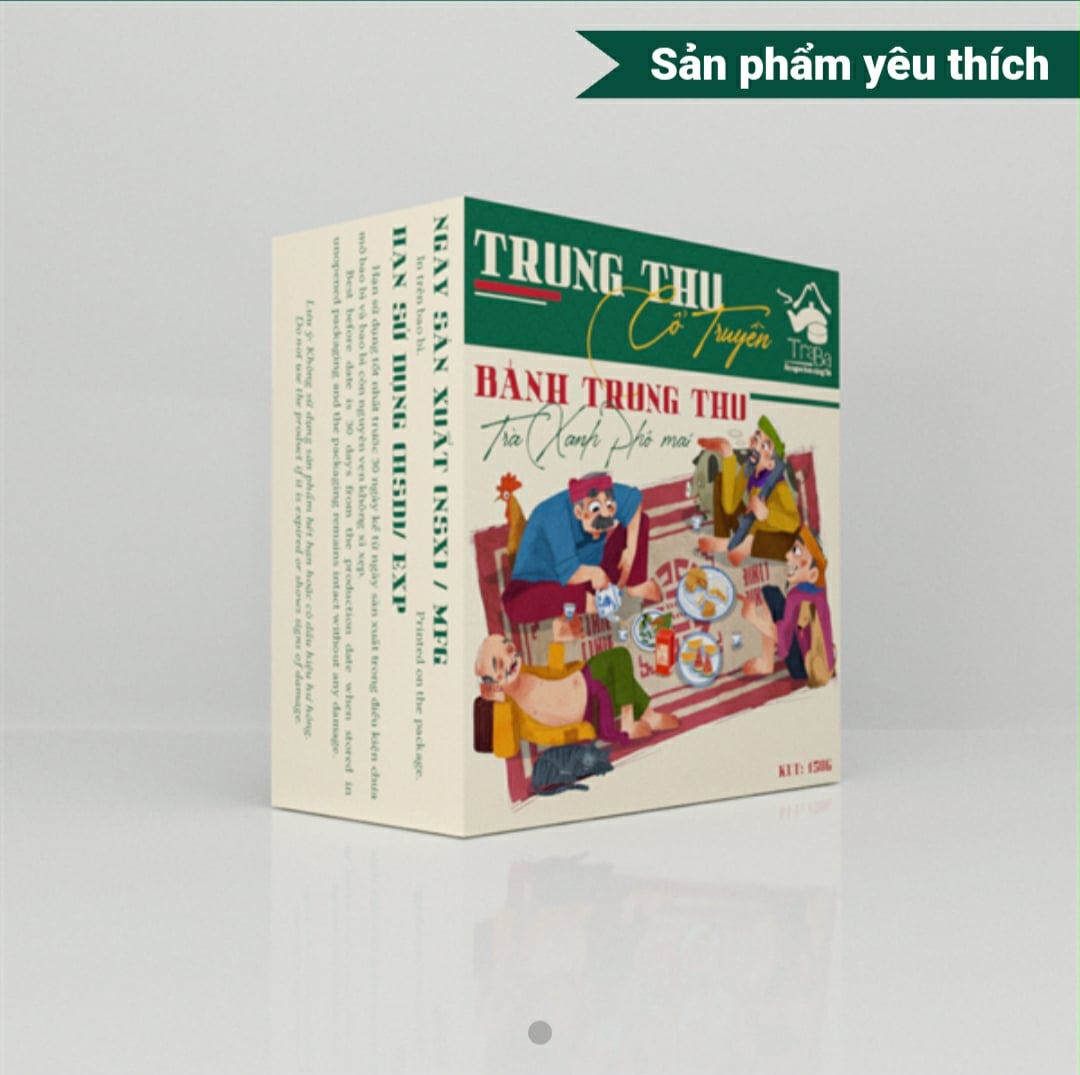 Sản phẩm yêu thích
TRUNG THU
Cổ Truyền
TraBa
BÁNH TRUNG THU
Trà Xanh Phô mai
KLT: 150G
NGÀY SẢN XUẤT (NSX) / MFG
In trên bao bì. Printed on the package.
HẠN SỬ DỤNG (HSD)/ EXP
Hạn sử dụng tốt nhất trước 30 ngày kể từ ngày sản xuất trong điều kiện chưa
mở bao bì và bao bì còn nguyên vẹn không xì xẹp.
Best before date is 30 days from the production date when stored in
unopened packaging and the packaging remains intact without any damage.
Lưu ý: Không sử dụng sản phẩm hết hạn hoặc có dấu hiệu hư hỏng.
Do not use the product if it is expired or shows signs of damage.